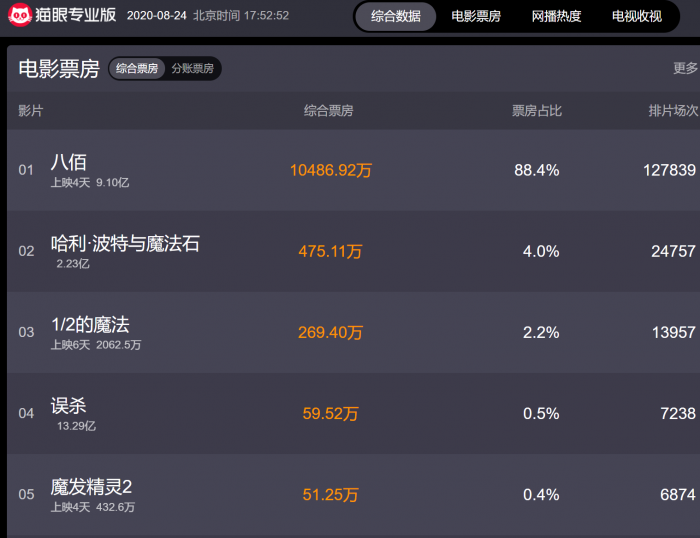 猫眼专业版 2020-08-24 北京时间 17:52:52 综合数据 电影票房 网播热度 电视收视
电影票房 综合票房 分账票房 更多
影片 综合票房 票房占比 排片场次
01 八佰 10486.92万 88.4% 127839
上映4天 9.10亿
02 哈利·波特与魔法石 475.11万 4.0% 24757
2.23亿
03 1/2的魔法 269.40万 2.2% 13957
上映6天 2062.5万
04 误杀 59.52万 0.5% 7238
13.29亿
05 魔发精灵2 51.25万 0.4% 6874
上映4天 432.6万